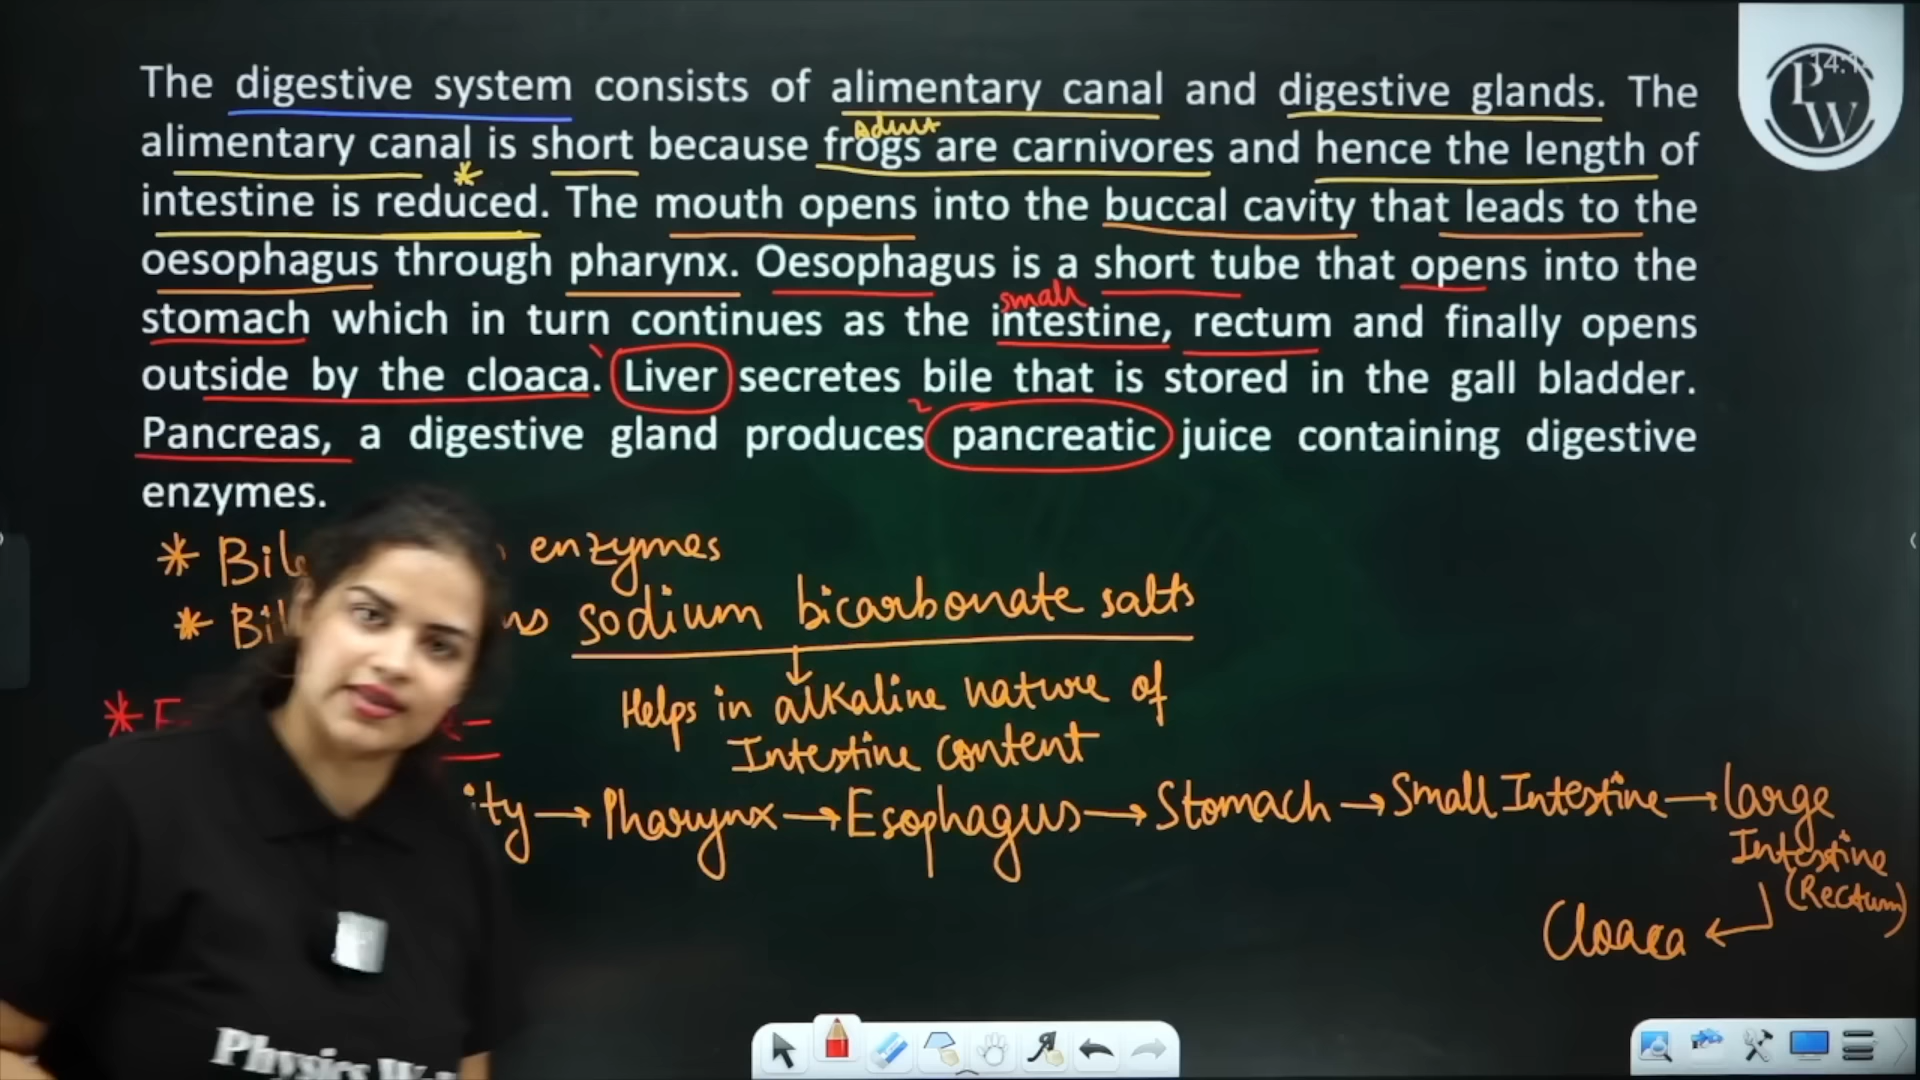 The digestive system consists of alimentary canal and digestive glands. The
adult
alimentary canal is short because frogs are carnivores and hence the length of
intestine is reduced. The mouth opens into the buccal cavity that leads to the
oesophagus through pharynx. Oesophagus is a short tube that opens into the
small
stomach which in turn continues as the intestine, rectum and finally opens
outside by the cloaca. Liver secretes bile that is stored in the gall bladder.
Pancreas, a digestive gland produces pancreatic juice containing digestive
enzymes.
* Bile enzymes
* Bil sodium bicarbonate salts
Helps in alkaline nature of
Intestine content
ity → Pharynx → Esophagus → Stomach → Small Intestine → large
Intestine
(Rectum)
Cloaca
PW
Physics